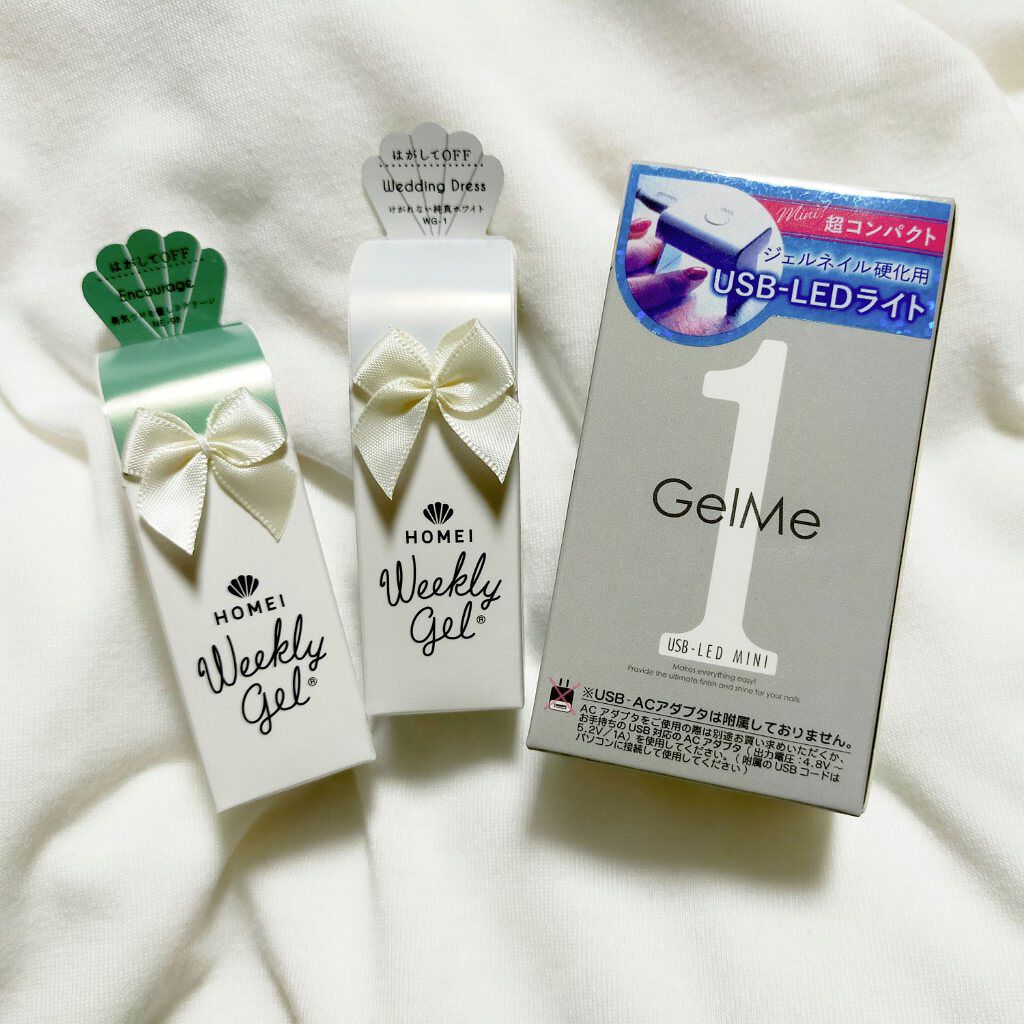 はがしてOFF
Encourage
NE-9B
HOMEI
Weekly
gel®
はがしてOFF
Wedding Dress
けがれない純真ホワイト
WG-1
HOMEI
Weekly
gel®
Mini!
超コンパクト
ジェルネイル硬化用
USB-LEDライト
1
GelMe
USB-LED MINI
Makes everything easy!
Provide the ultimate finish and shine for your nails
※USB-ACアダプタは附属しておりません。
ACアダプタをご使用の際は別途お買い求めいただくか、
お手持ちのUSB対応のACアダプタ(出力電圧:4.8V～
5.2V/1A)を使用してください。(附属のUSBコードは
パソコンに接続して使用してください)